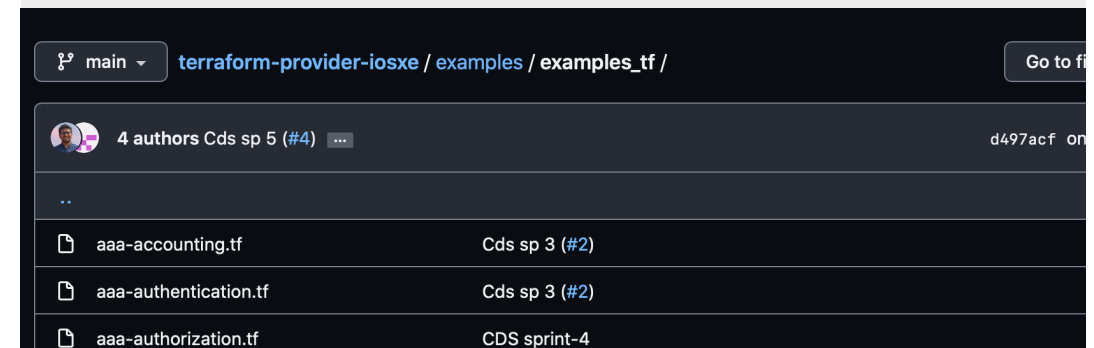 main terraform-provider-iosxe / examples / examples_tf / Go to fi
4 authors Cds sp 5 (#4) ... d497acf on
..
aaa-accounting.tf Cds sp 3 (#2)
aaa-authentication.tf Cds sp 3 (#2)
aaa-authorization.tf CDS sprint-4